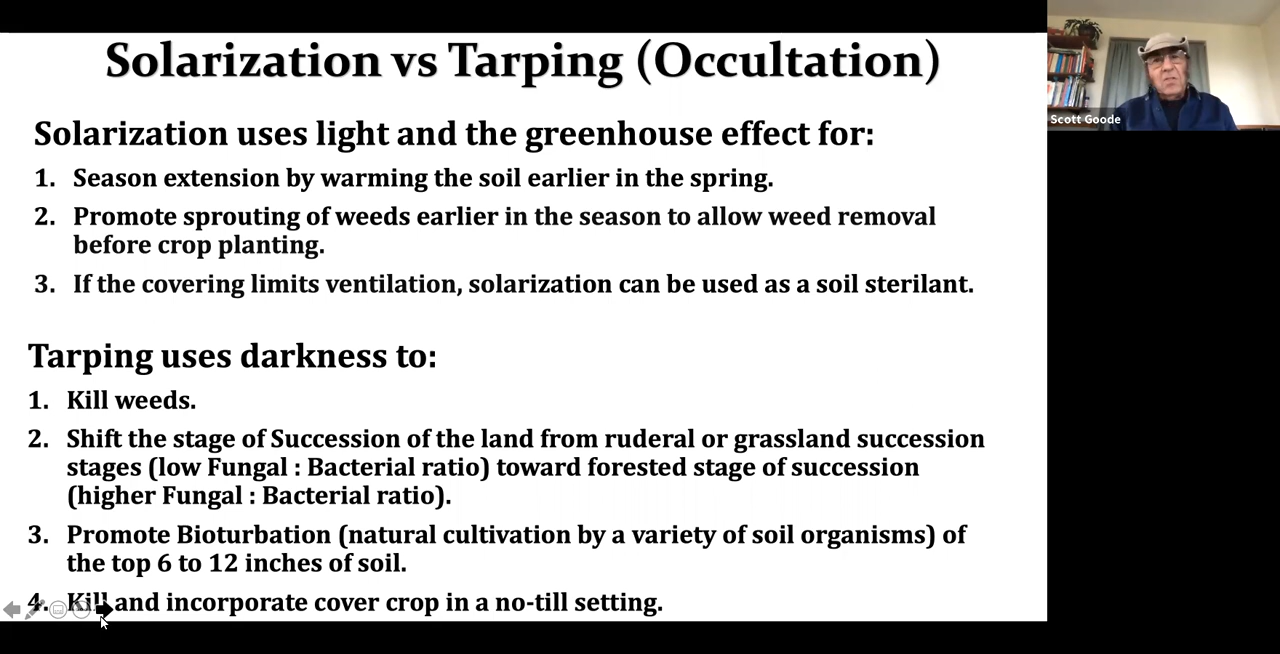 Solarization vs Tarping (Occultation)
Scott Goode
Solarization uses light and the greenhouse effect for:
1. Season extension by warming the soil earlier in the spring.
2. Promote sprouting of weeds earlier in the season to allow weed removal
before crop planting.
3. If the covering limits ventilation, solarization can be used as a soil sterilant.
Tarping uses darkness to:
1. Kill weeds.
2. Shift the stage of Succession of the land from ruderal or grassland succession
stages (low Fungal : Bacterial ratio) toward forested stage of succession
(higher Fungal : Bacterial ratio).
3. Promote Bioturbation (natural cultivation by a variety of soil organisms) of
the top 6 to 12 inches of soil.
4. Kill and incorporate cover crop in a no-till setting.